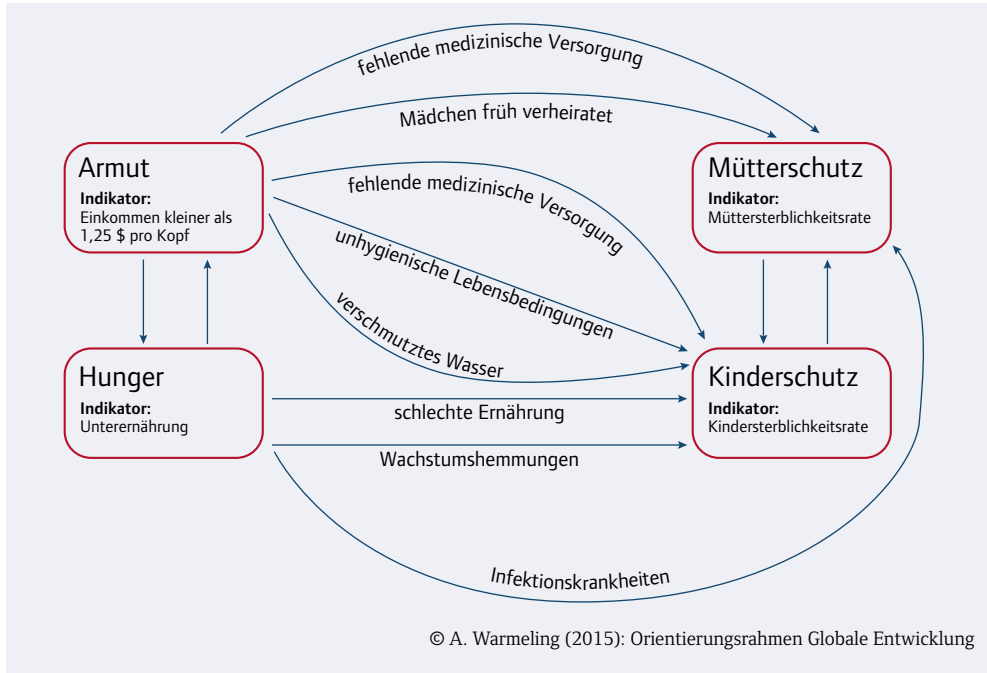 fehlende medizinische Versorgung
Mädchen früh verheiratet
Armut
Indikator:
Einkommen kleiner als
1,25 $ pro Kopf
Mütterschutz
Indikator:
Müttersterblichkeitsrate
fehlende medizinische Versorgung
unhygienische Lebensbedingungen
verschmutztes Wasser
Hunger
Indikator:
Unterernährung
Kinderschutz
Indikator:
Kindersterblichkeitsrate
schlechte Ernährung
Wachstumshemmungen
Infektionskrankheiten
© A. Warmeling (2015): Orientierungsrahmen Globale Entwicklung